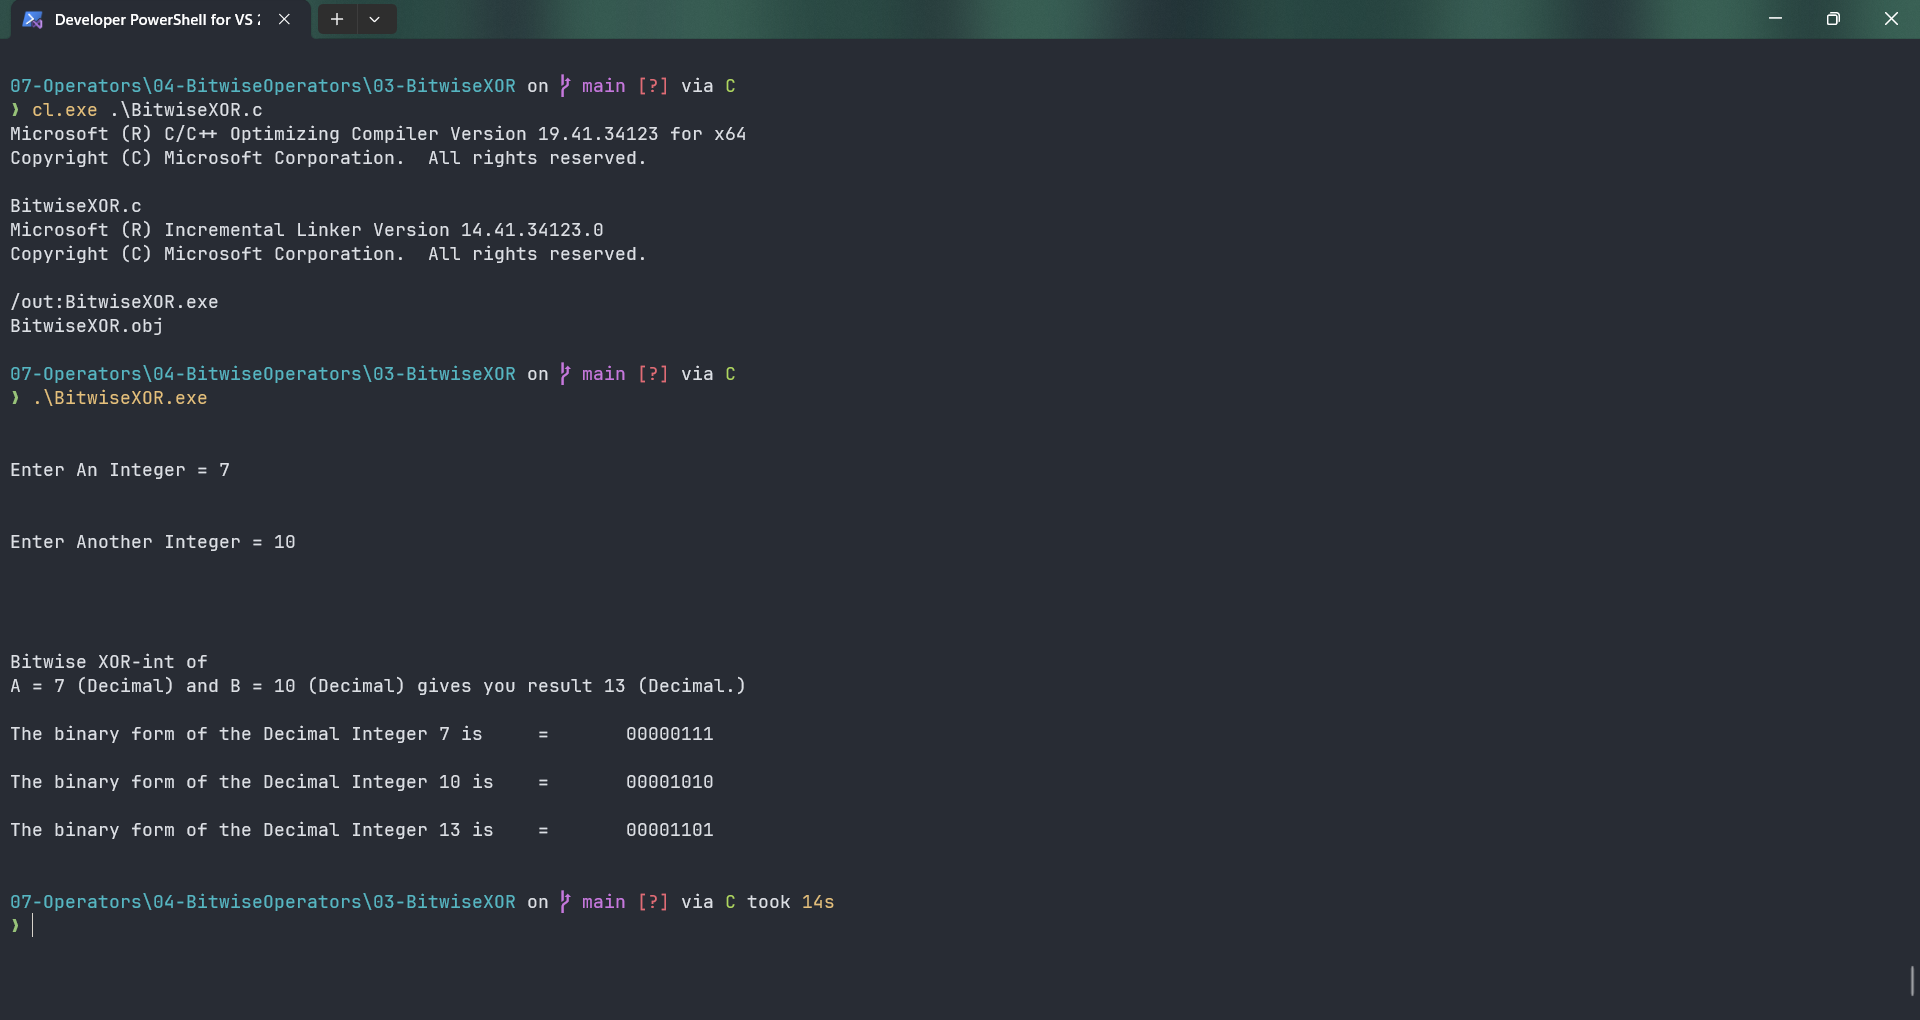 Developer PowerShell for VS 2
07-Operators\04-BitwiseOperators\03-BitwiseXOR on main [?] via C
❯ cl.exe .\BitwiseXOR.c
Microsoft (R) C/C++ Optimizing Compiler Version 19.41.34123 for x64
Copyright (C) Microsoft Corporation.  All rights reserved.
BitwiseXOR.c
Microsoft (R) Incremental Linker Version 14.41.34123.0
Copyright (C) Microsoft Corporation.  All rights reserved.
/out:BitwiseXOR.exe
BitwiseXOR.obj
07-Operators\04-BitwiseOperators\03-BitwiseXOR on main [?] via C
❯ .\BitwiseXOR.exe
Enter An Integer = 7
Enter Another Integer = 10
Bitwise XOR-int of
A = 7 (Decimal) and B = 10 (Decimal) gives you result 13 (Decimal.)
The binary form of the Decimal Integer 7 is     =       00000111
The binary form of the Decimal Integer 10 is    =       00001010
The binary form of the Decimal Integer 13 is    =       00001101
07-Operators\04-BitwiseOperators\03-BitwiseXOR on main [?] via C took 14s
❯